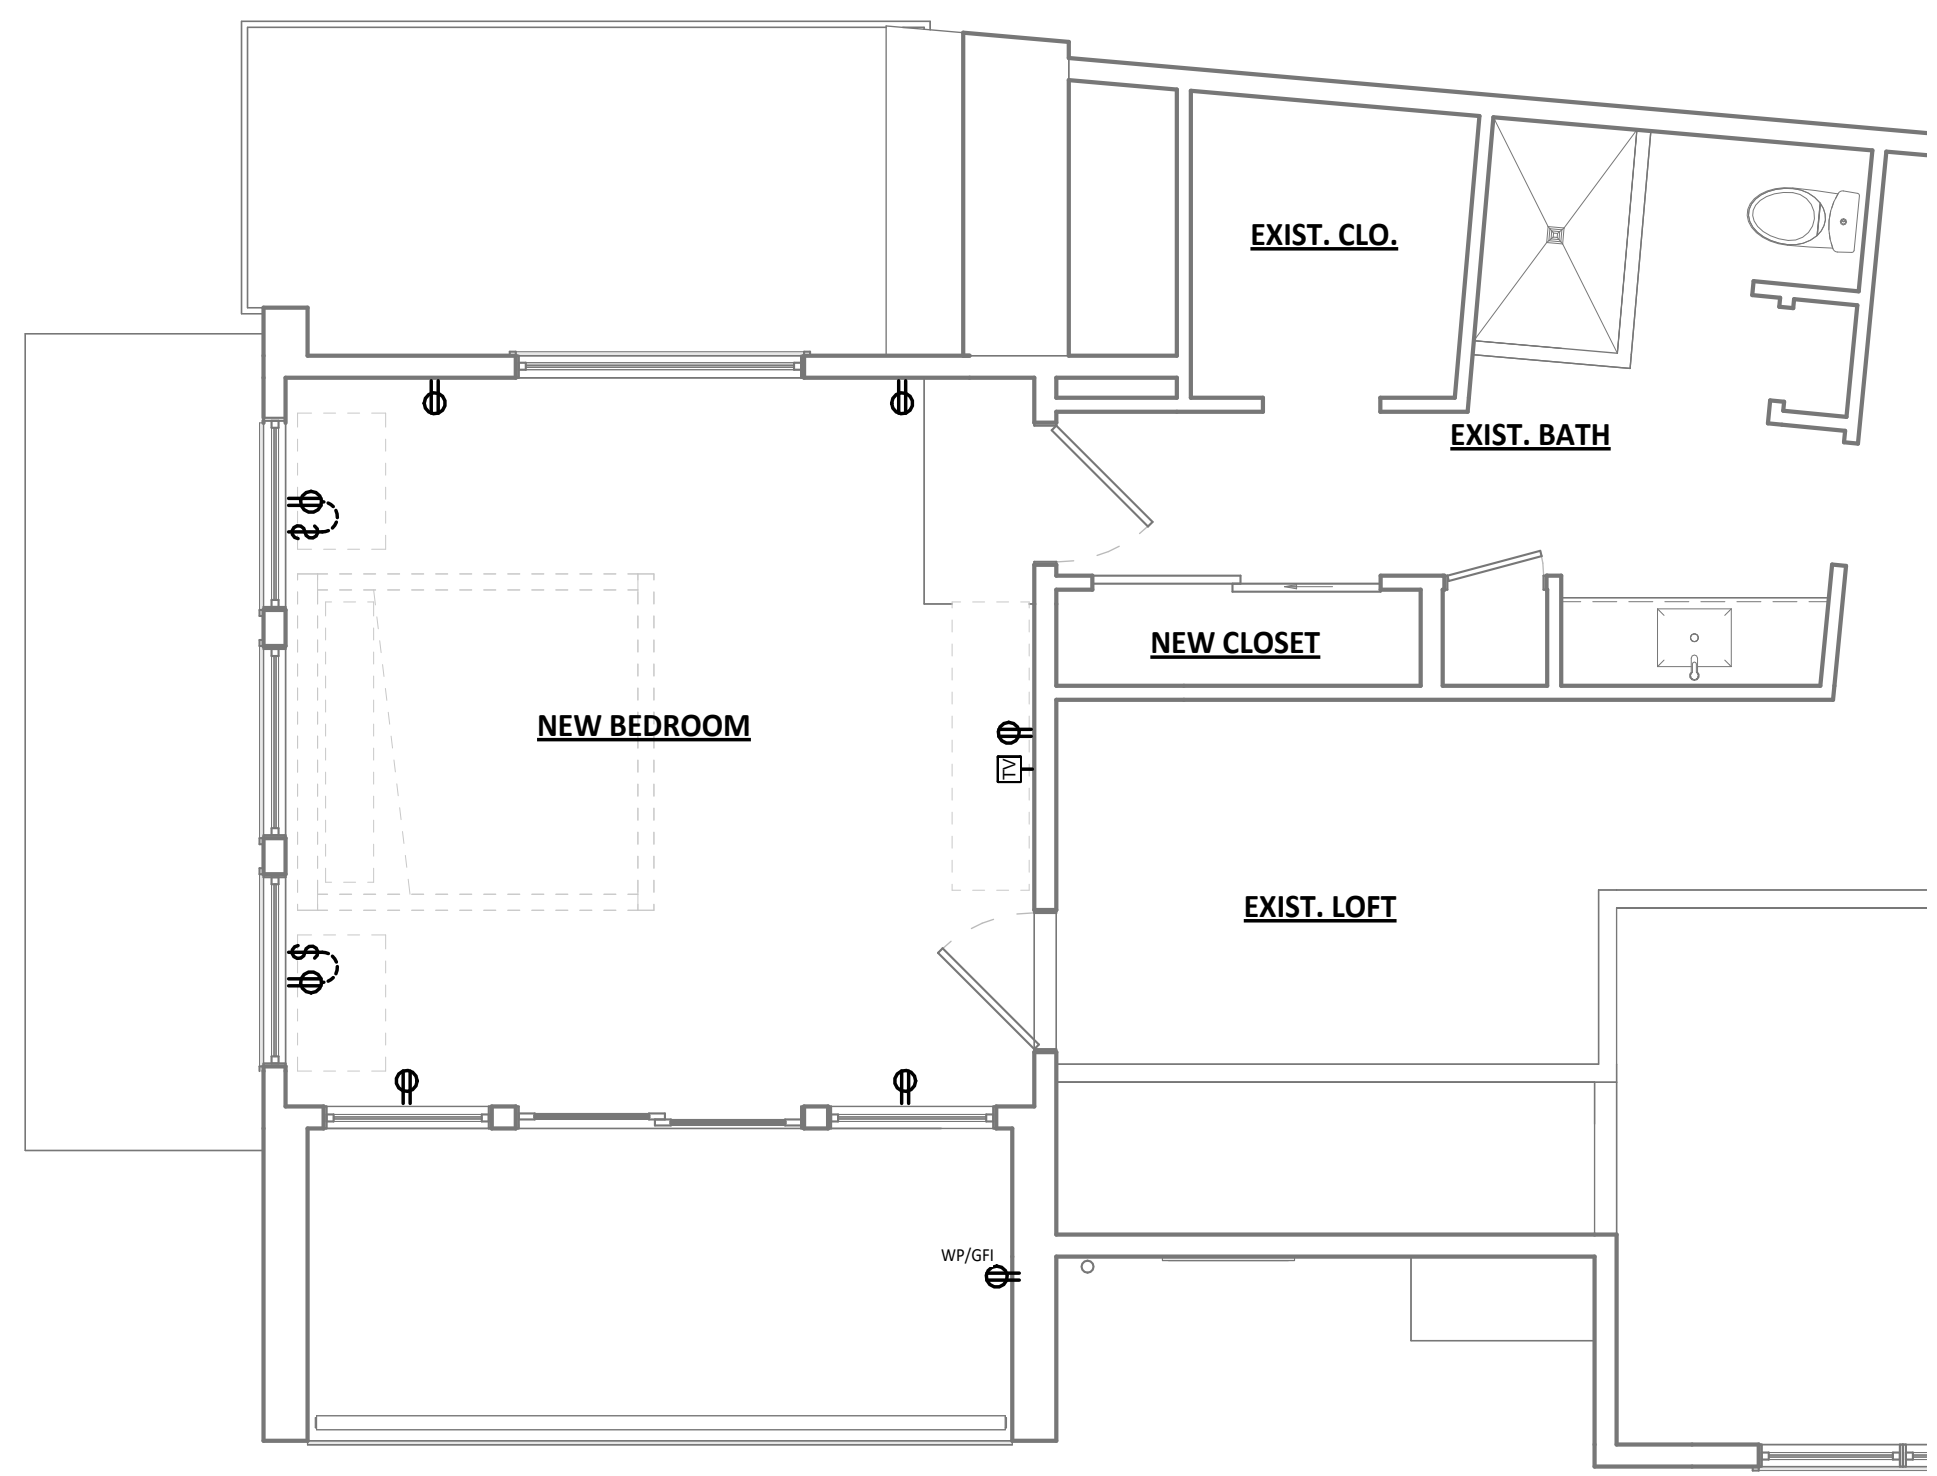 EXIST. CLO.
EXIST. BATH
NEW CLOSET
NEW BEDROOM
TV
EXIST. LOFT
S
S
WP/GFI